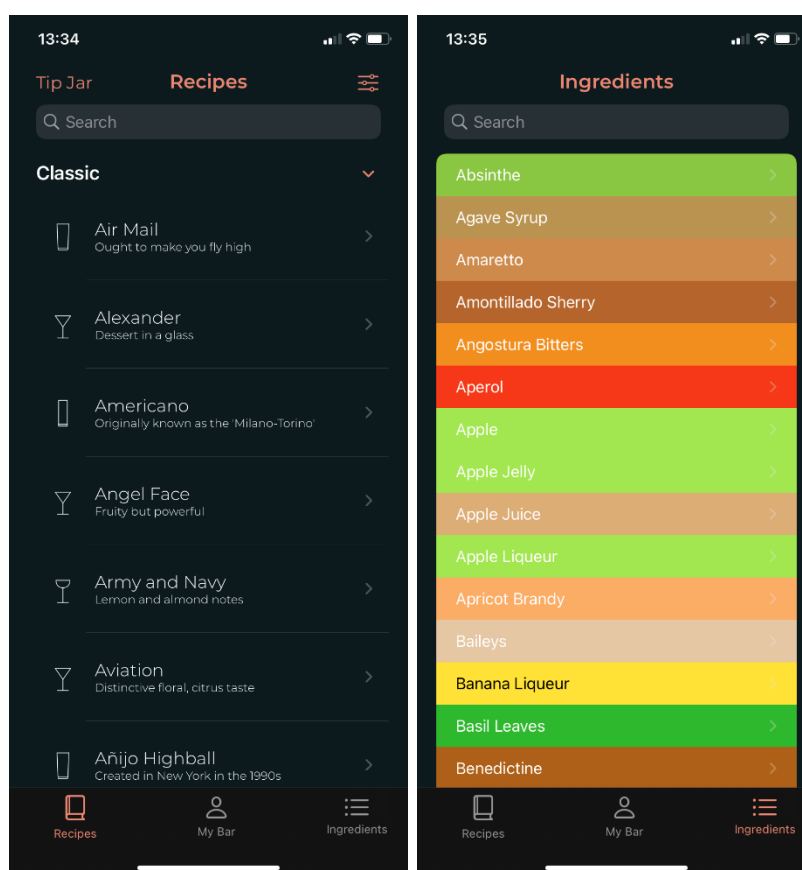 13:34
Tip Jar
Recipes
Search
Classic
Air Mail
Ought to make you fly high
Alexander
Dessert in a glass
Americano
Originally known as the 'Milano-Torino'
Angel Face
Fruity but powerful
Army and Navy
Lemon and almond notes
Aviation
Distinctive floral, citrus taste
Añijo Highball
Created in New York in the 1990s
Recipes
My Bar
Ingredients
13:35
Ingredients
Search
Absinthe
Agave Syrup
Amaretto
Amontillado Sherry
Angostura Bitters
Aperol
Apple
Apple Jelly
Apple Juice
Apple Liqueur
Apricot Brandy
Baileys
Banana Liqueur
Basil Leaves
Benedictine
Recipes
My Bar
Ingredients